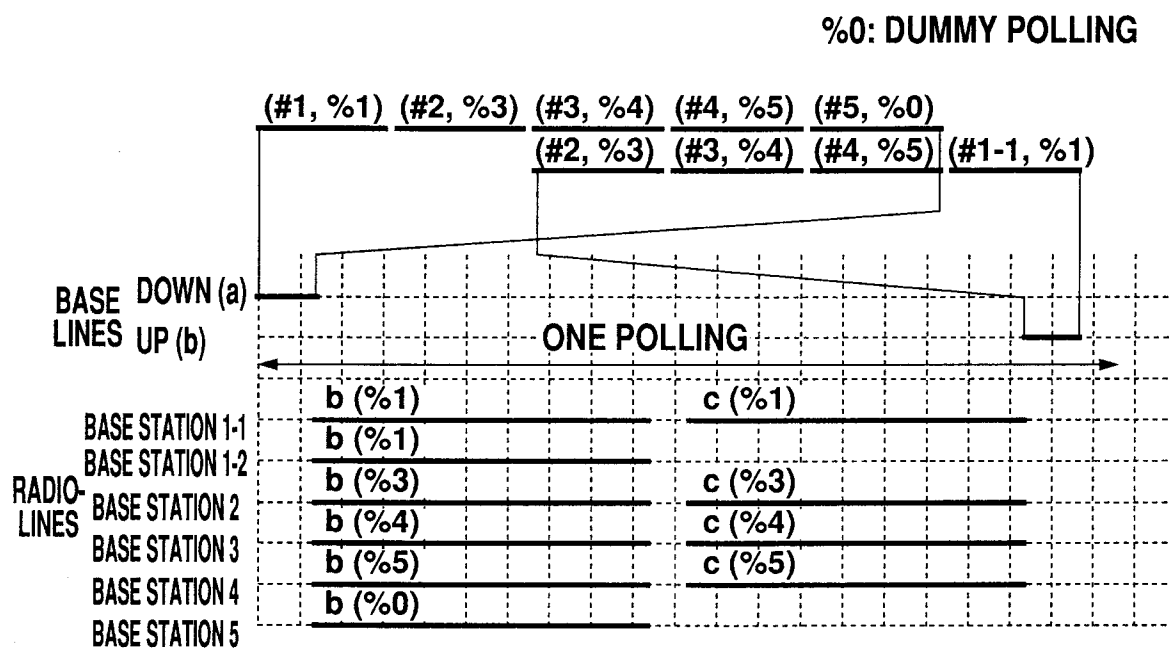 %0: DUMMY POLLING
(#1, %1) (#2, %3) (#3, %4) (#4, %5) (#5, %0)
(#2, %3) (#3, %4) (#4, %5) (#1-1, %1)
BASE LINES
DOWN (a)
UP (b)
ONE POLLING
RADIO-LINES
b (%1) c (%1)
BASE STATION 1-1
b (%1)
BASE STATION 1-2
b (%3) c (%3)
BASE STATION 2
b (%4) c (%4)
BASE STATION 3
b (%5) c (%5)
BASE STATION 4
b (%0)
BASE STATION 5